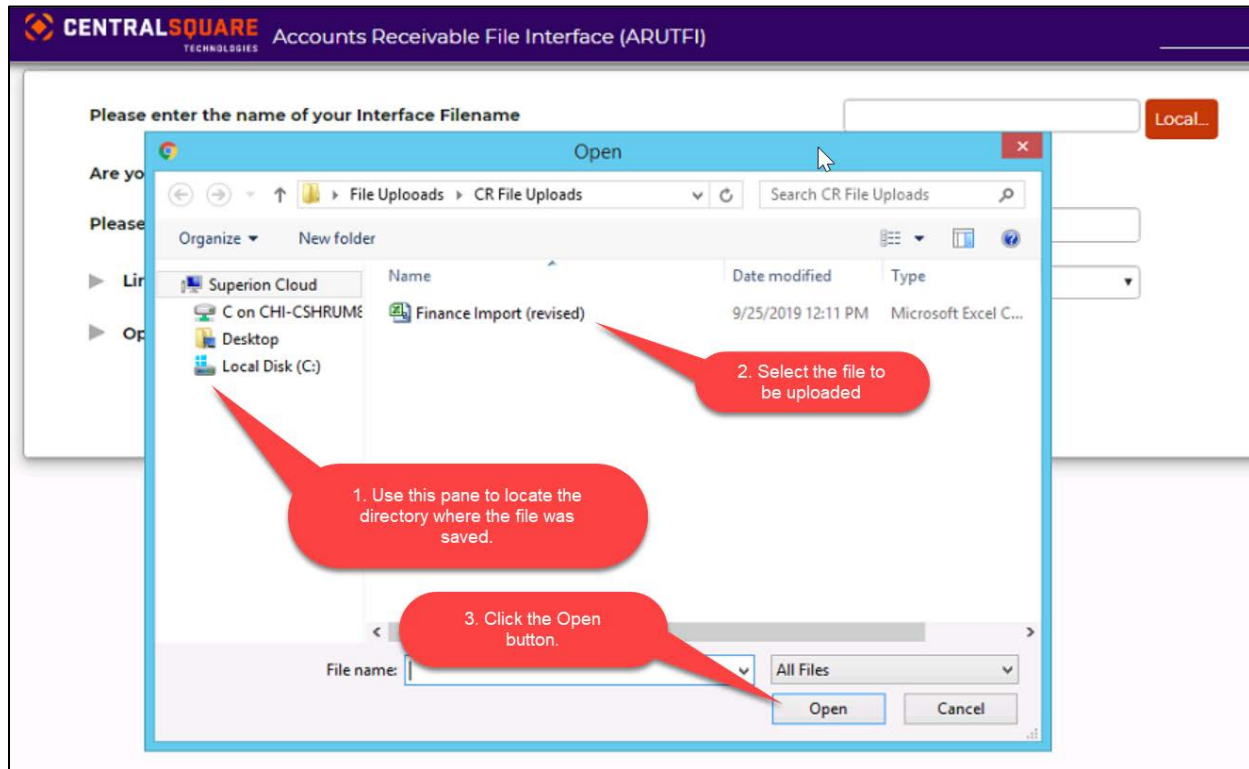 CENTRALSQUARE
TECHNOLOGIES
Accounts Receivable File Interface (ARUTFI)
Please enter the name of your Interface Filename
Local...
Open
Are yo
File Uplooads
CR File Uploads
Search CR File Uploads
Please
Organize
New folder
Lin
Superion Cloud
Name
Date modified
Type
C on CHI-CSHRUM8
Finance Import (revised)
9/25/2019 12:11 PM
Microsoft Excel C...
Op
Desktop
Local Disk (C:)
2. Select the file to
be uploaded
1. Use this pane to locate the
directory where the file was
saved.
3. Click the Open
button.
File name:
All Files
Open
Cancel